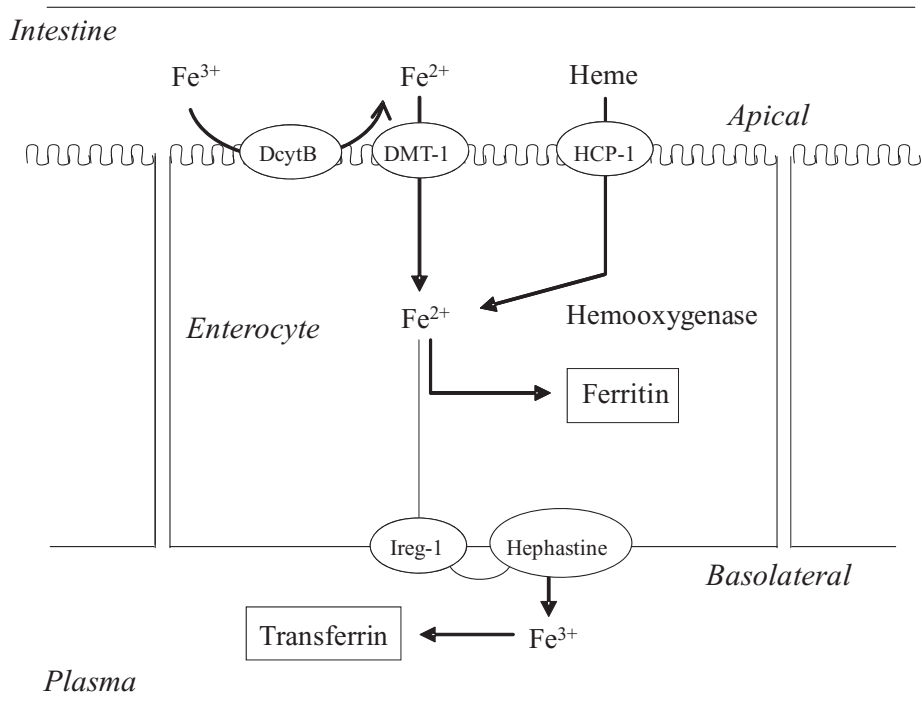 Intestine
Fe³⁺
Fe²⁺
Heme
Apical
DcytB
DMT-1
HCP-1
Fe²⁺
Hemooxygenase
Enterocyte
Ferritin
Ireg-1
Hephastine
Basolateral
Transferrin
Fe³⁺
Plasma